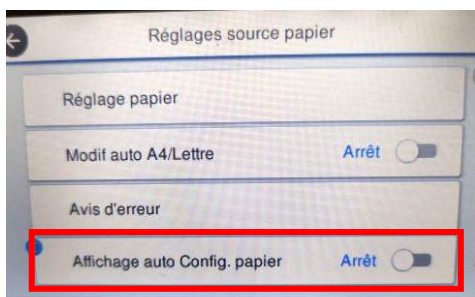 Réglages source papier
Réglage papier
Modif auto A4/Lettre Arrêt
Avis d'erreur
Affichage auto Config. papier Arrêt